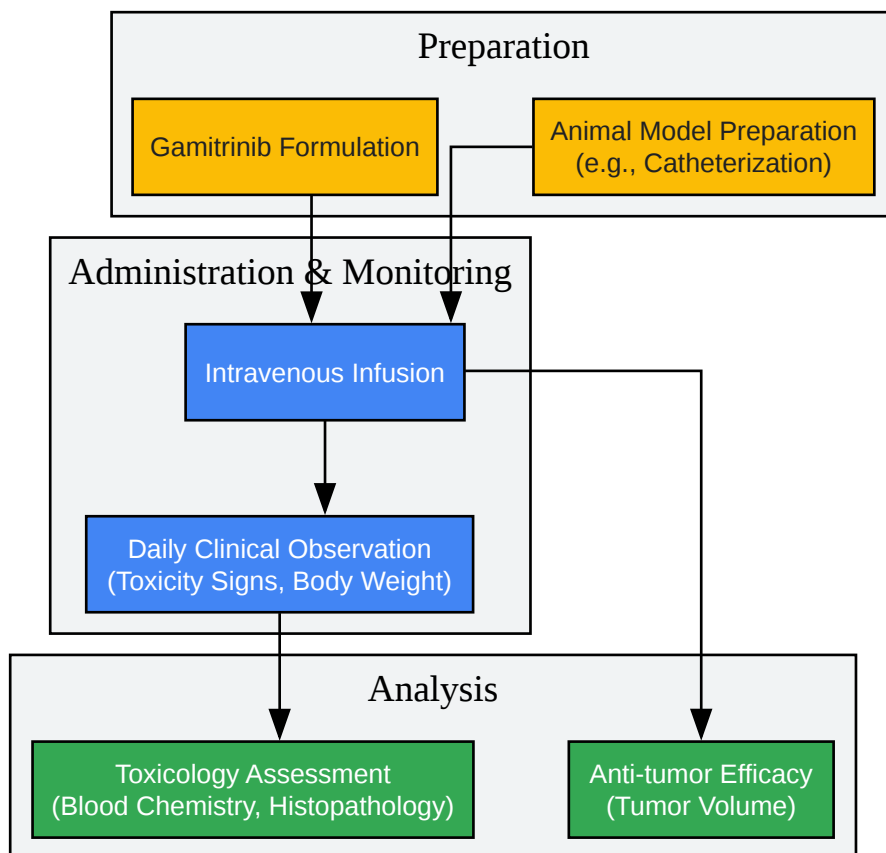 Preparation
Gamitrinib Formulation
Animal Model Preparation
(e.g., Catheterization)
Administration & Monitoring
Intravenous Infusion
Daily Clinical Observation
(Toxicity Signs, Body Weight)
Analysis
Toxicology Assessment
(Blood Chemistry, Histopathology)
Anti-tumor Efficacy
(Tumor Volume)